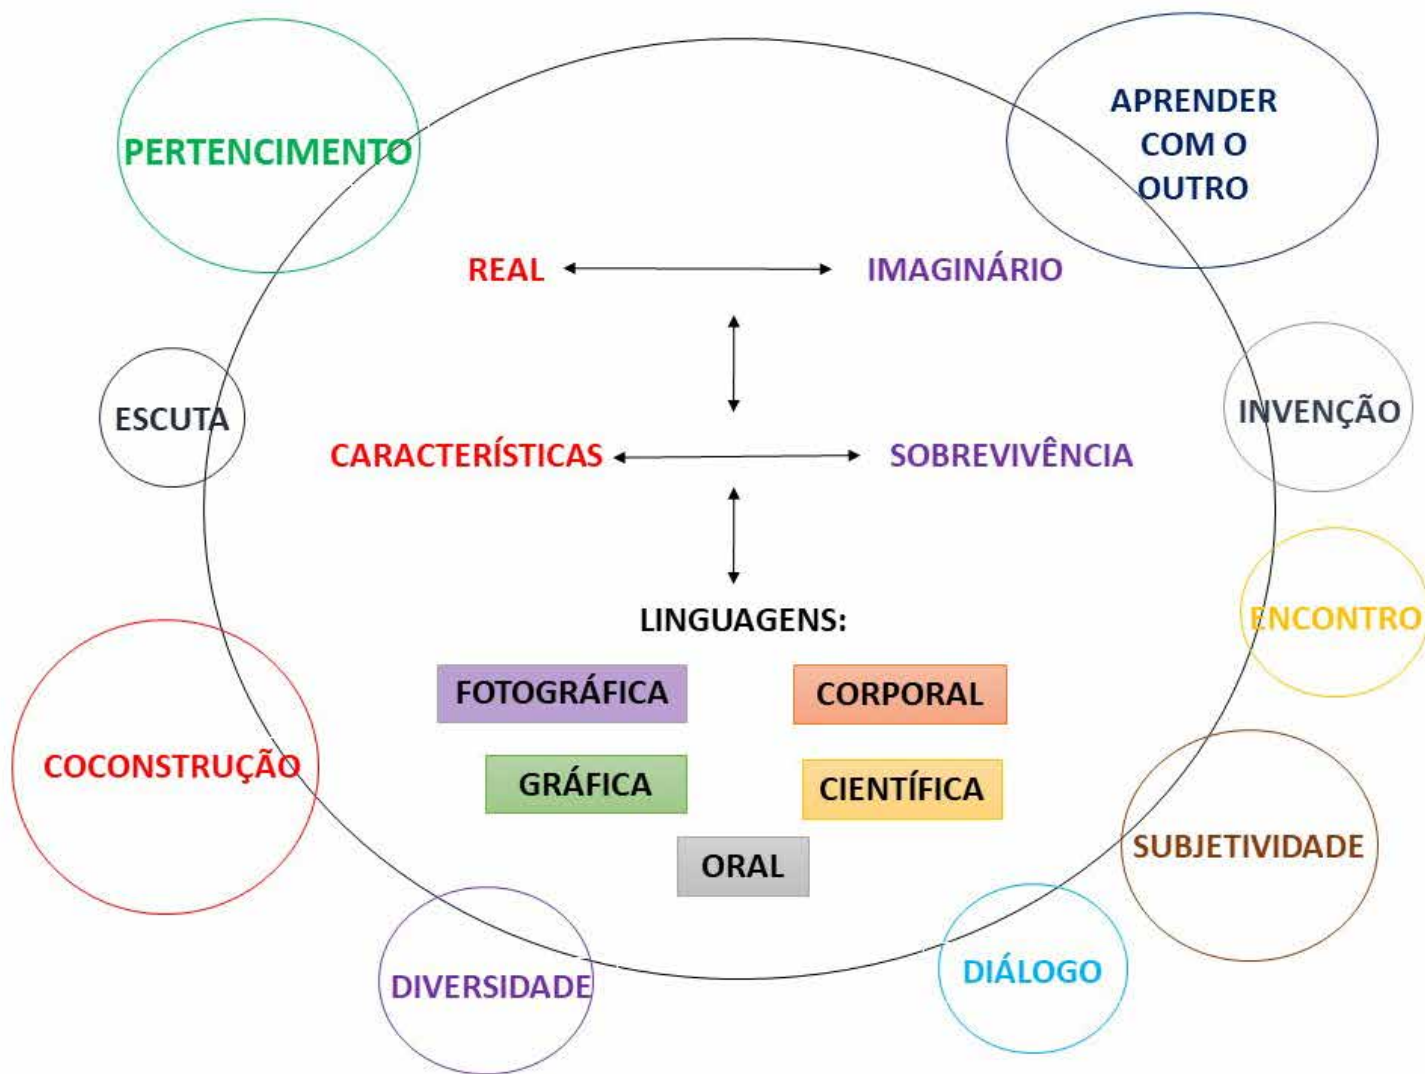 PERTENCIMENTO
APRENDER
COM O
OUTRO
REAL
IMAGINÁRIO
ESCUTA
INVENÇÃO
CARACTERÍSTICAS
SOBREVIVÊNCIA
ENCONTRO
LINGUAGENS:
FOTOGRÁFICA
CORPORAL
COCONSTRUÇÃO
GRÁFICA
CIENTÍFICA
SUBJETIVIDADE
ORAL
DIVERSIDADE
DIÁLOGO